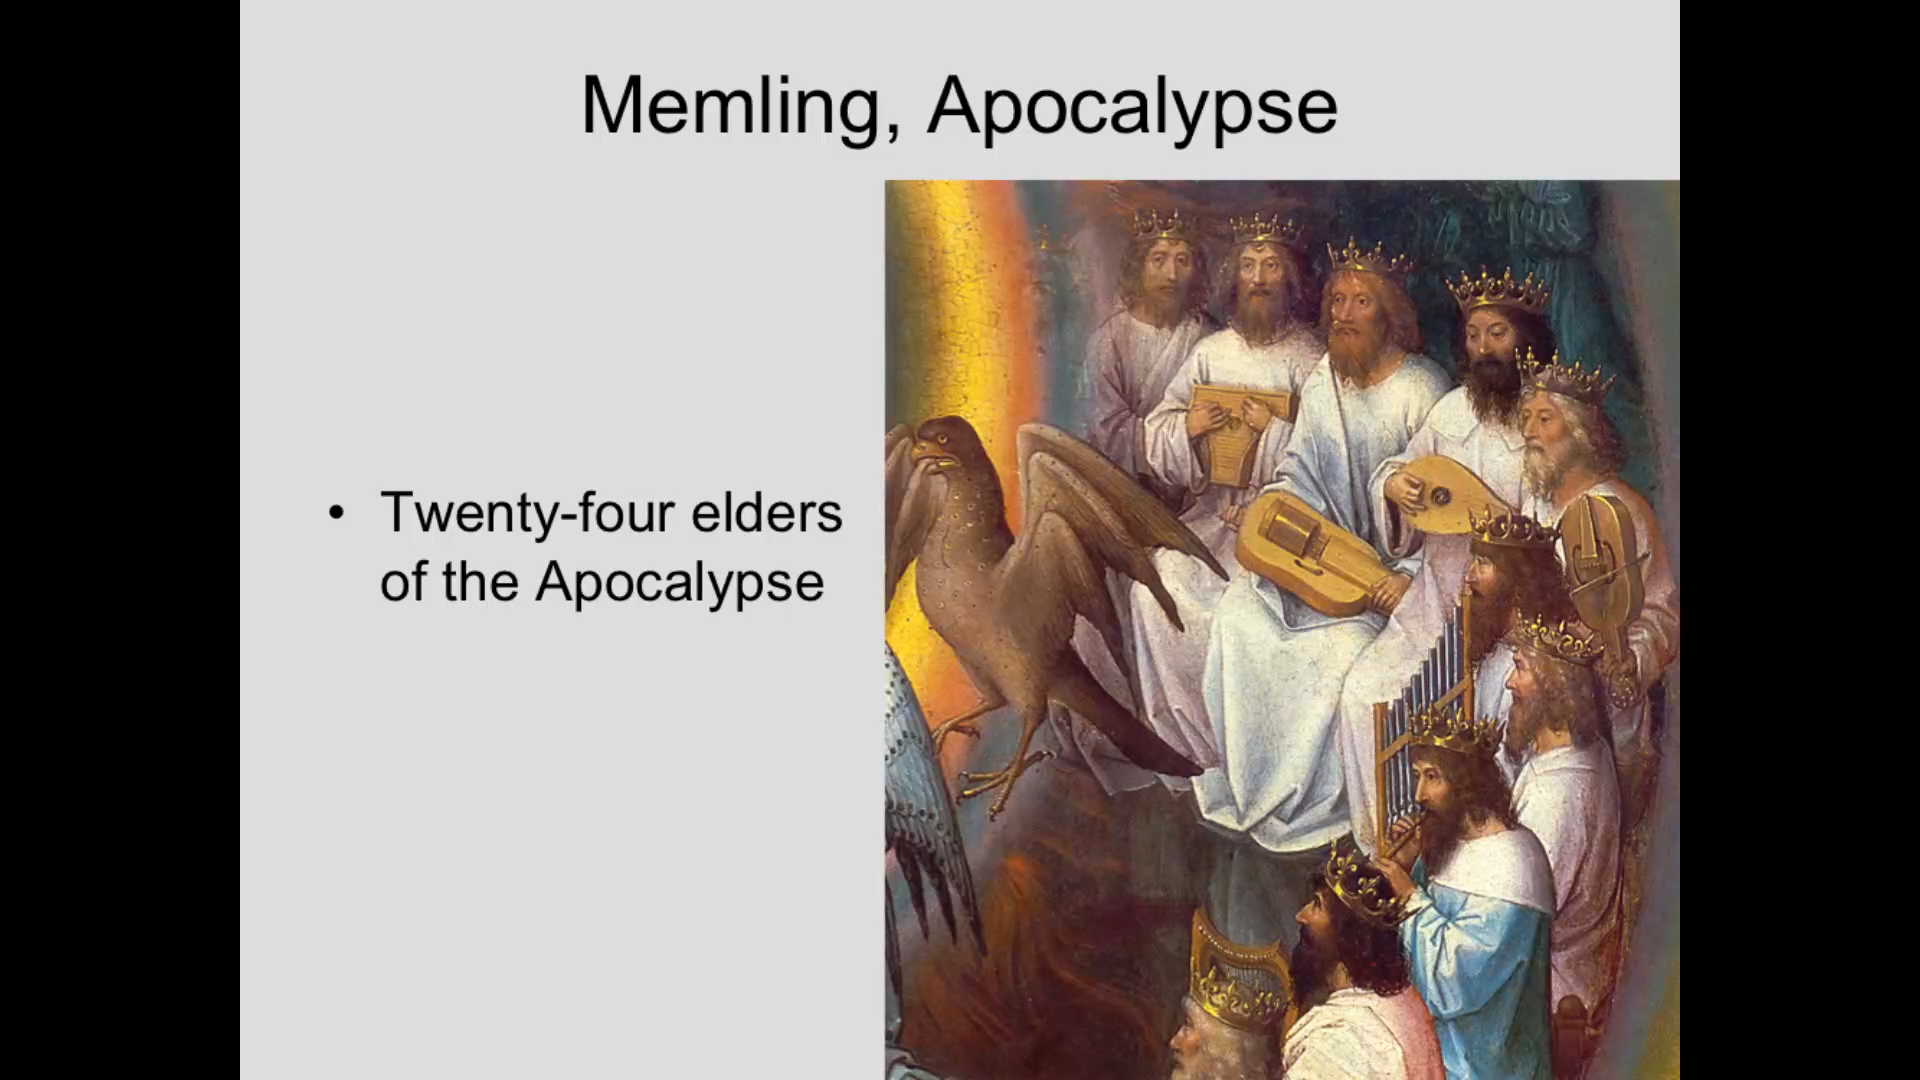 Memling, Apocalypse
• Twenty-four elders
of the Apocalypse